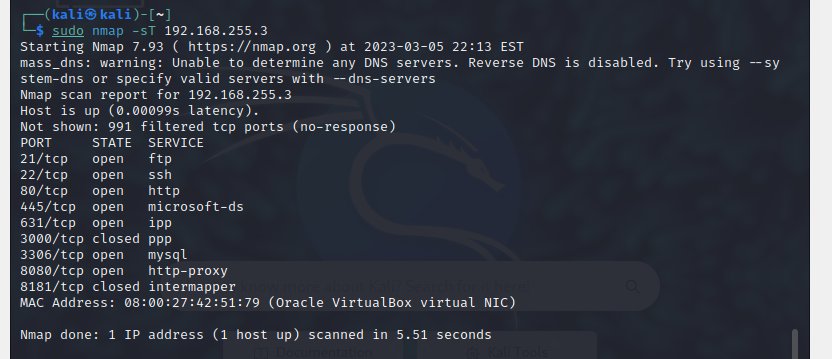 ┌──(kali㉿kali)-[~]
└─$ sudo nmap -sT 192.168.255.3
Starting Nmap 7.93 ( https://nmap.org ) at 2023-03-05 22:13 EST
mass_dns: warning: Unable to determine any DNS servers. Reverse DNS is disabled. Try using --sy
stem-dns or specify valid servers with --dns-servers
Nmap scan report for 192.168.255.3
Host is up (0.00099s latency).
Not shown: 991 filtered tcp ports (no-response)
PORT     STATE  SERVICE
21/tcp   open   ftp
22/tcp   open   ssh
80/tcp   open   http
445/tcp  open   microsoft-ds
631/tcp  open   ipp
3000/tcp closed ppp
3306/tcp open   mysql
8080/tcp open   http-proxy
8181/tcp closed intermapper
MAC Address: 08:00:27:42:51:79 (Oracle VirtualBox virtual NIC)
Nmap done: 1 IP address (1 host up) scanned in 5.51 seconds